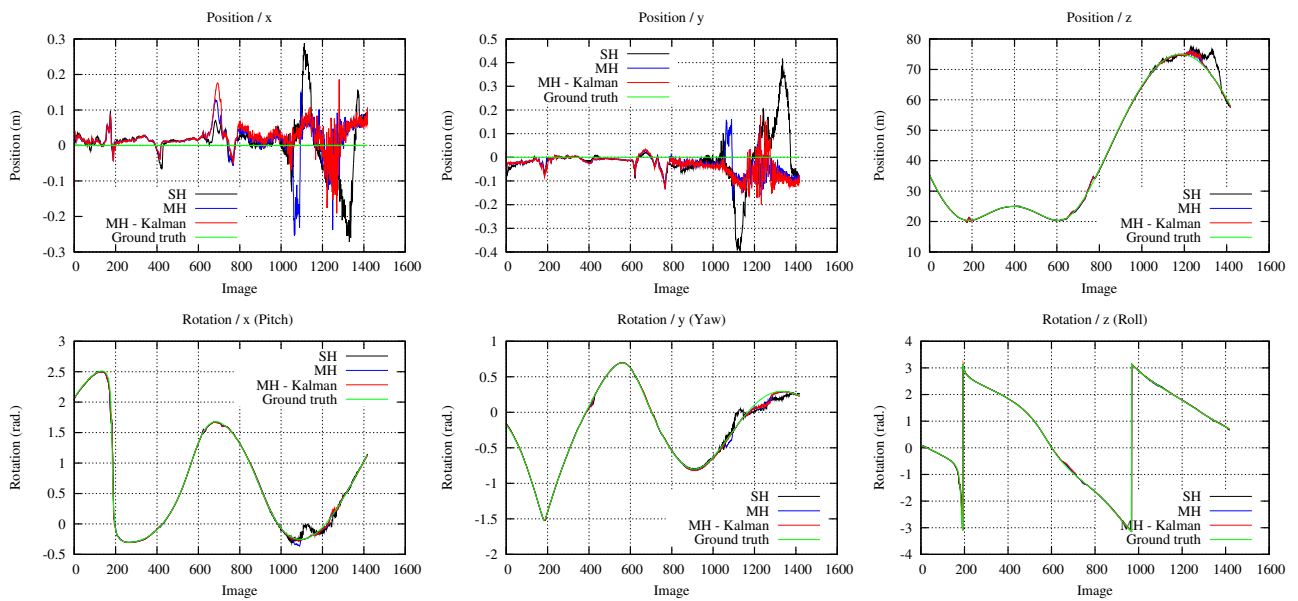 Position / x
0.3
0.2
0.1
0
-0.1
-0.2
-0.3
Position (m)
SH
MH
MH - Kalman
Ground truth
0 200 400 600 800 1000 1200 1400 1600
Image
Position / y
0.5
0.4
0.3
0.2
0.1
0
-0.1
-0.2
-0.3
-0.4
Position (m)
SH
MH
MH - Kalman
Ground truth
0 200 400 600 800 1000 1200 1400 1600
Image
Position / z
80
70
60
50
40
30
20
10
Position (m)
SH
MH
MH - Kalman
Ground truth
0 200 400 600 800 1000 1200 1400 1600
Image
Rotation / x (Pitch)
3
2.5
2
1.5
1
0.5
0
-0.5
Rotation (rad.)
SH
MH
MH - Kalman
Ground truth
0 200 400 600 800 1000 1200 1400 1600
Image
Rotation / y (Yaw)
1
0.5
0
-0.5
-1
-1.5
-2
Rotation (rad.)
SH
MH
MH - Kalman
Ground truth
0 200 400 600 800 1000 1200 1400 1600
Image
Rotation / z (Roll)
4
3
2
1
0
-1
-2
-3
-4
Rotation (rad.)
SH
MH
MH - Kalman
Ground truth
0 200 400 600 800 1000 1200 1400 1600
Image